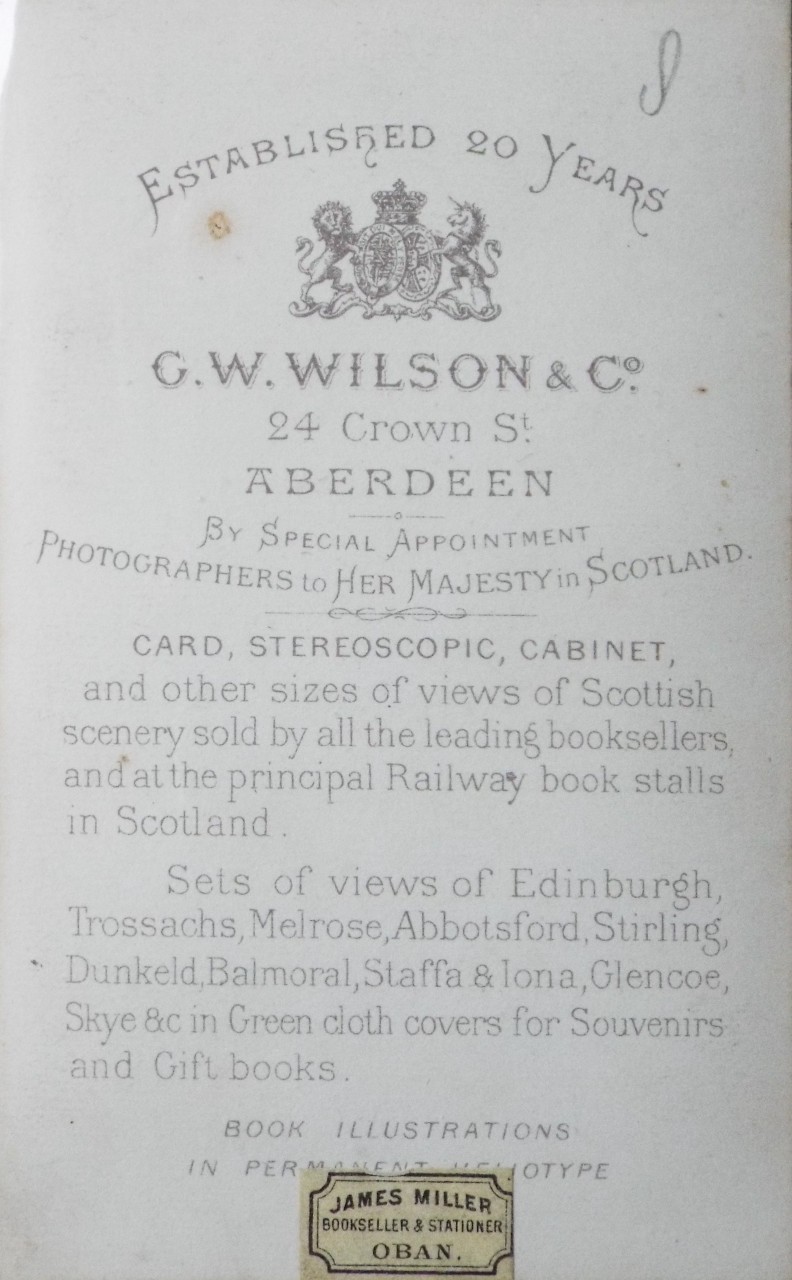 ESTABLISHED 20 YEARS
G.W. WILSON & Co.
24 Crown St.
ABERDEEN
BY SPECIAL APPOINTMENT
PHOTOGRAPHERS to HER MAJESTY in SCOTLAND.
CARD, STEREOSCOPIC, CABINET,
and other sizes of views of Scottish
scenery sold by all the leading booksellers,
and at the principal Railway book stalls
in Scotland.
Sets of views of Edinburgh,
Trossachs, Melrose, Abbotsford, Stirling,
Dunkeld, Balmoral, Staffa & Iona, Glencoe,
Skye &c in Green cloth covers for Souvenirs
and Gift books.
BOOK ILLUSTRATIONS
IN PERMANENT HELIOTYPE
JAMES MILLER
BOOKSELLER & STATIONER
OBAN.